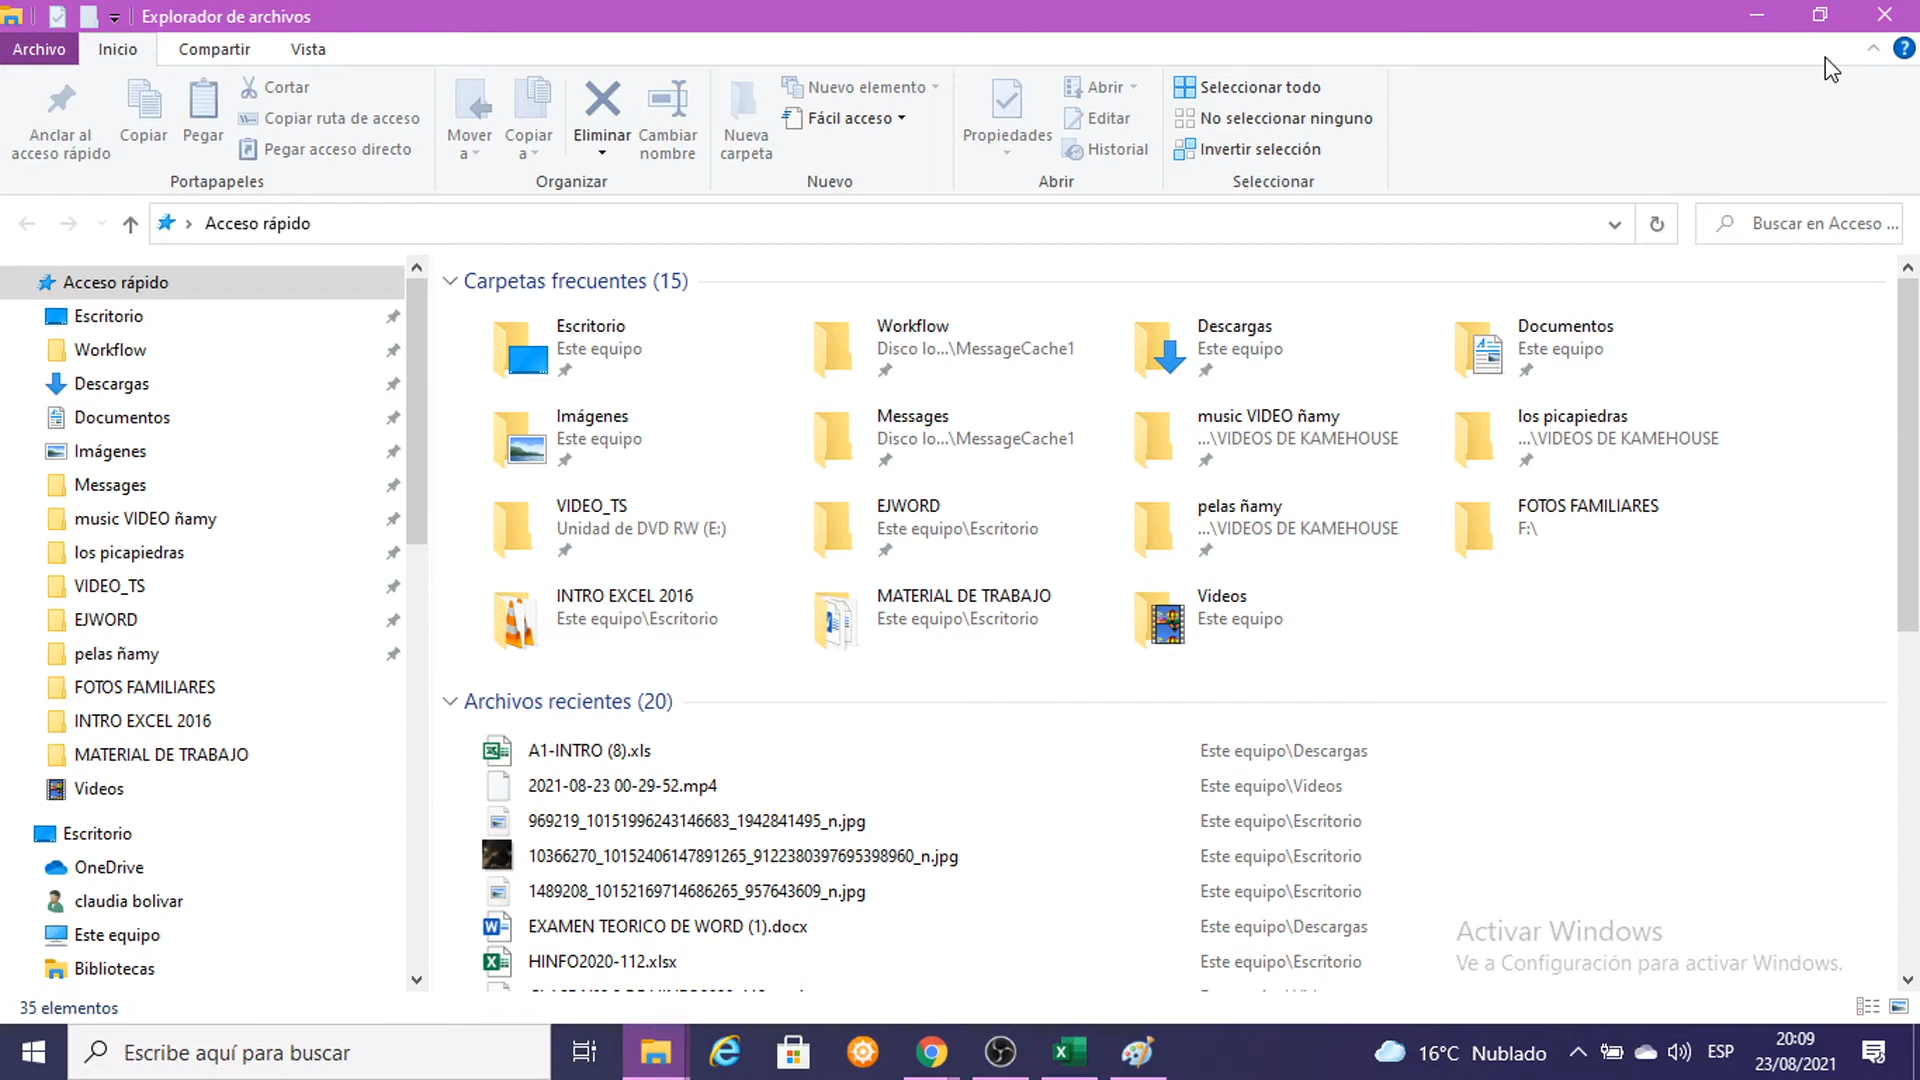 Explorador de archivos
Archivo Inicio Compartir Vista
Anclar al acceso rápido
Copiar
Pegar
Cortar
Copiar ruta de acceso
Pegar acceso directo
Portapapeles
Mover a
Copiar a
Eliminar
Cambiar nombre
Organizar
Nueva carpeta
Nuevo elemento
Fácil acceso
Nuevo
Propiedades
Abrir
Editar
Historial
Abrir
Seleccionar todo
No seleccionar ninguno
Invertir selección
Seleccionar
Acceso rápido
Buscar en Acceso ...
Acceso rápido
Escritorio
Workflow
Descargas
Documentos
Imágenes
Messages
music VIDEO ñamy
los picapiedras
VIDEO_TS
EJWORD
pelas ñamy
FOTOS FAMILIARES
INTRO EXCEL 2016
MATERIAL DE TRABAJO
Videos
Escritorio
OneDrive
claudia bolivar
Este equipo
Bibliotecas
Carpetas frecuentes (15)
Escritorio
Este equipo
Workflow
Disco lo...\MessageCache1
Descargas
Este equipo
Documentos
Este equipo
Imágenes
Este equipo
Messages
Disco lo...\MessageCache1
music VIDEO ñamy
...\VIDEOS DE KAMEHOUSE
los picapiedras
...\VIDEOS DE KAMEHOUSE
VIDEO_TS
Unidad de DVD RW (E:)
EJWORD
Este equipo\Escritorio
pelas ñamy
...\VIDEOS DE KAMEHOUSE
FOTOS FAMILIARES
F:\
INTRO EXCEL 2016
Este equipo\Escritorio
MATERIAL DE TRABAJO
Este equipo\Escritorio
Videos
Este equipo
Archivos recientes (20)
A1-INTRO (8).xls Este equipo\Descargas
2021-08-23 00-29-52.mp4 Este equipo\Videos
969219_10151996243146683_1942841495_n.jpg Este equipo\Escritorio
10366270_10152406147891265_9122380397695398960_n.jpg Este equipo\Escritorio
1489208_10152169714686265_957643609_n.jpg Este equipo\Escritorio
EXAMEN TEORICO DE WORD (1).docx Este equipo\Descargas
HINFO2020-112.xlsx Este equipo\Escritorio
Activar Windows
Ve a Configuración para activar Windows.
35 elementos
Escribe aquí para buscar
16°C Nublado
ESP
20:09
23/08/2021